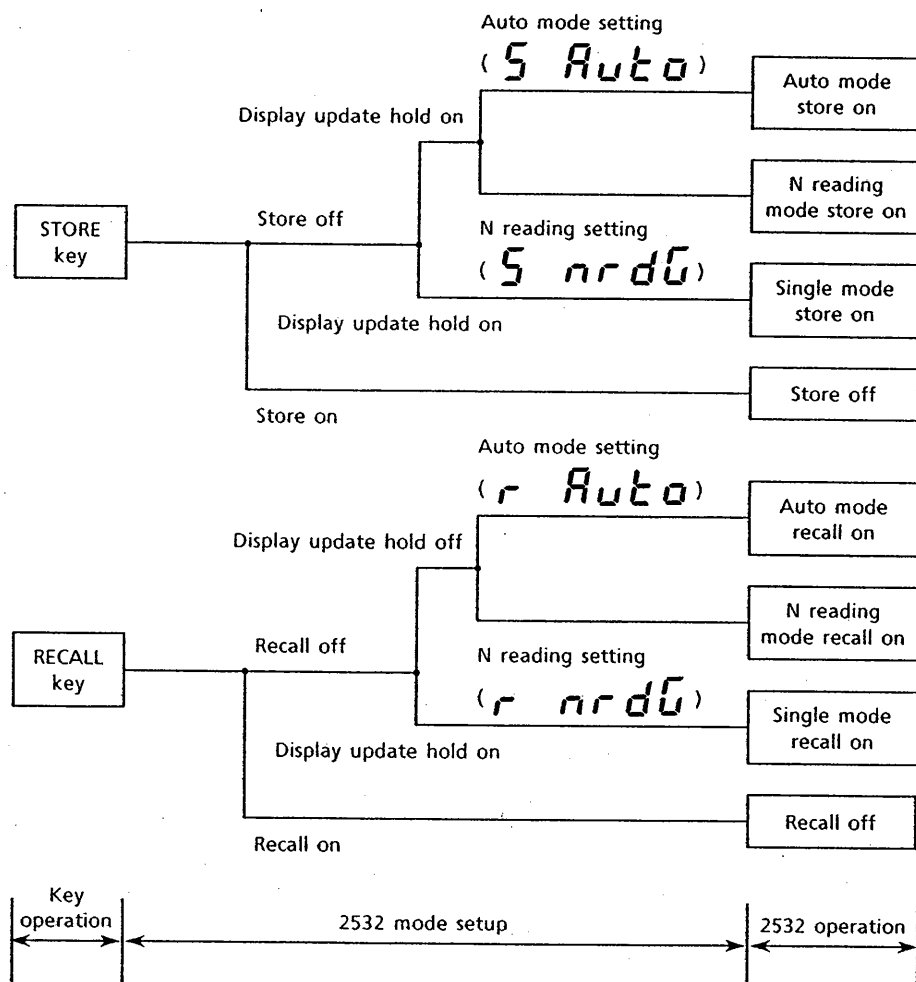 Auto mode setting
( S Auto )
Auto mode
store on
Display update hold on
N reading
mode store on
STORE
key
Store off
N reading setting
( S nrdG )
Single mode
store on
Display update hold on
Store off
Store on
Auto mode setting
( r Auto )
Auto mode
recall on
Display update hold off
N reading
mode recall on
RECALL
key
Recall off
N reading setting
( r nrdG )
Single mode
recall on
Display update hold on
Recall off
Recall on
Key
operation
2532 mode setup
2532 operation